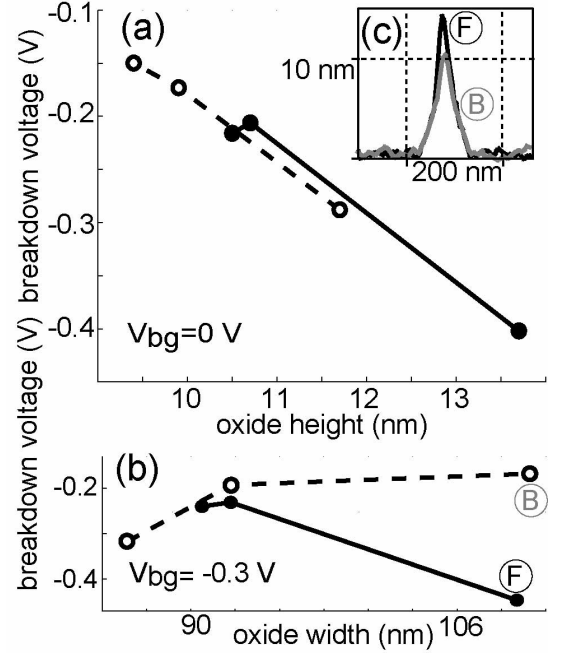 -0.1
(a)
(c)
F
10 nm
B
200 nm
-0.2
-0.3
-0.4
breakdown voltage (V)
Vbg=0 V
10
11
12
13
oxide height (nm)
(b)
-0.2
B
-0.4
breakdown voltage (V)
Vbg= -0.3 V
F
90
106
oxide width (nm)